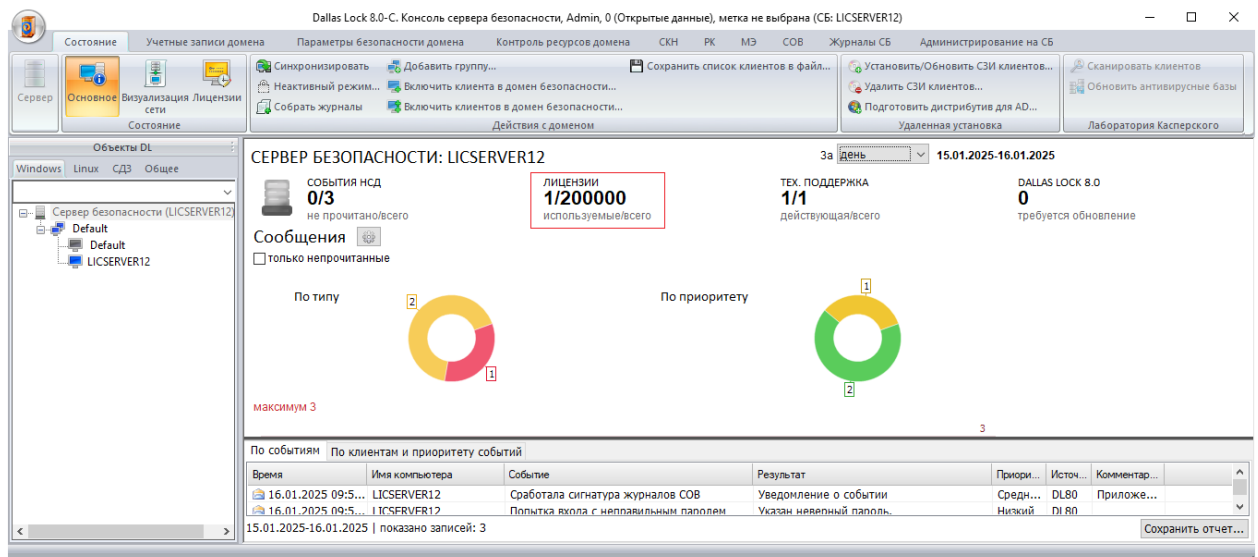 Dallas Lock 8.0-C. Консоль сервера безопасности, Admin, 0 (Открытые данные), метка не выбрана (СБ: LICSERVER12)
Состояние Учетные записи домена Параметры безопасности домена Контроль ресурсов домена СКН РК МЭ СОВ Журналы СБ Администрирование на СБ
Сервер
Основное Визуализация сети Лицензии
Состояние
Синхронизировать Добавить группу... Сохранить список клиентов в файл...
Неактивный режим... Включить клиента в домен безопасности...
Собрать журналы Включить клиентов в домен безопасности...
Действия с доменом
Установить/Обновить СЗИ клиентов...
Удалить СЗИ клиентов...
Подготовить дистрибутив для AD...
Удаленная установка
Сканировать клиентов
Обновить антивирусные базы
Лаборатория Касперского
Объекты DL
Windows Linux СДЗ Общее
Сервер безопасности (LICSERVER12)
Default
Default
LICSERVER12
СЕРВЕР БЕЗОПАСНОСТИ: LICSERVER12
За день 15.01.2025-16.01.2025
СОБЫТИЯ НСД
0/3
не прочитано/всего
ЛИЦЕНЗИИ
1/200000
используемые/всего
ТЕХ. ПОДДЕРЖКА
1/1
действующая/всего
DALLAS LOCK 8.0
0
требуется обновление
Сообщения
только непрочитанные
По типу
2
1
По приоритету
1
2
максимум 3
3
По событиям По клиентам и приоритету событий
Время Имя компьютера Событие Результат Приори... Источ... Комментар...
16.01.2025 09:5... LICSERVER12 Сработала сигнатура журналов СОВ Уведомление о событии Средн... DL80 Приложе...
16.01.2025 09:5... LICSERVER12 Попытка входа с неправильным паролем Указан неверный пароль. Низкий DL80
15.01.2025-16.01.2025 | показано записей: 3
Сохранить отчет...